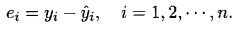 $e_i = y_i - \hat{y}_i, \quad i = 1, 2, \cdots, n.$